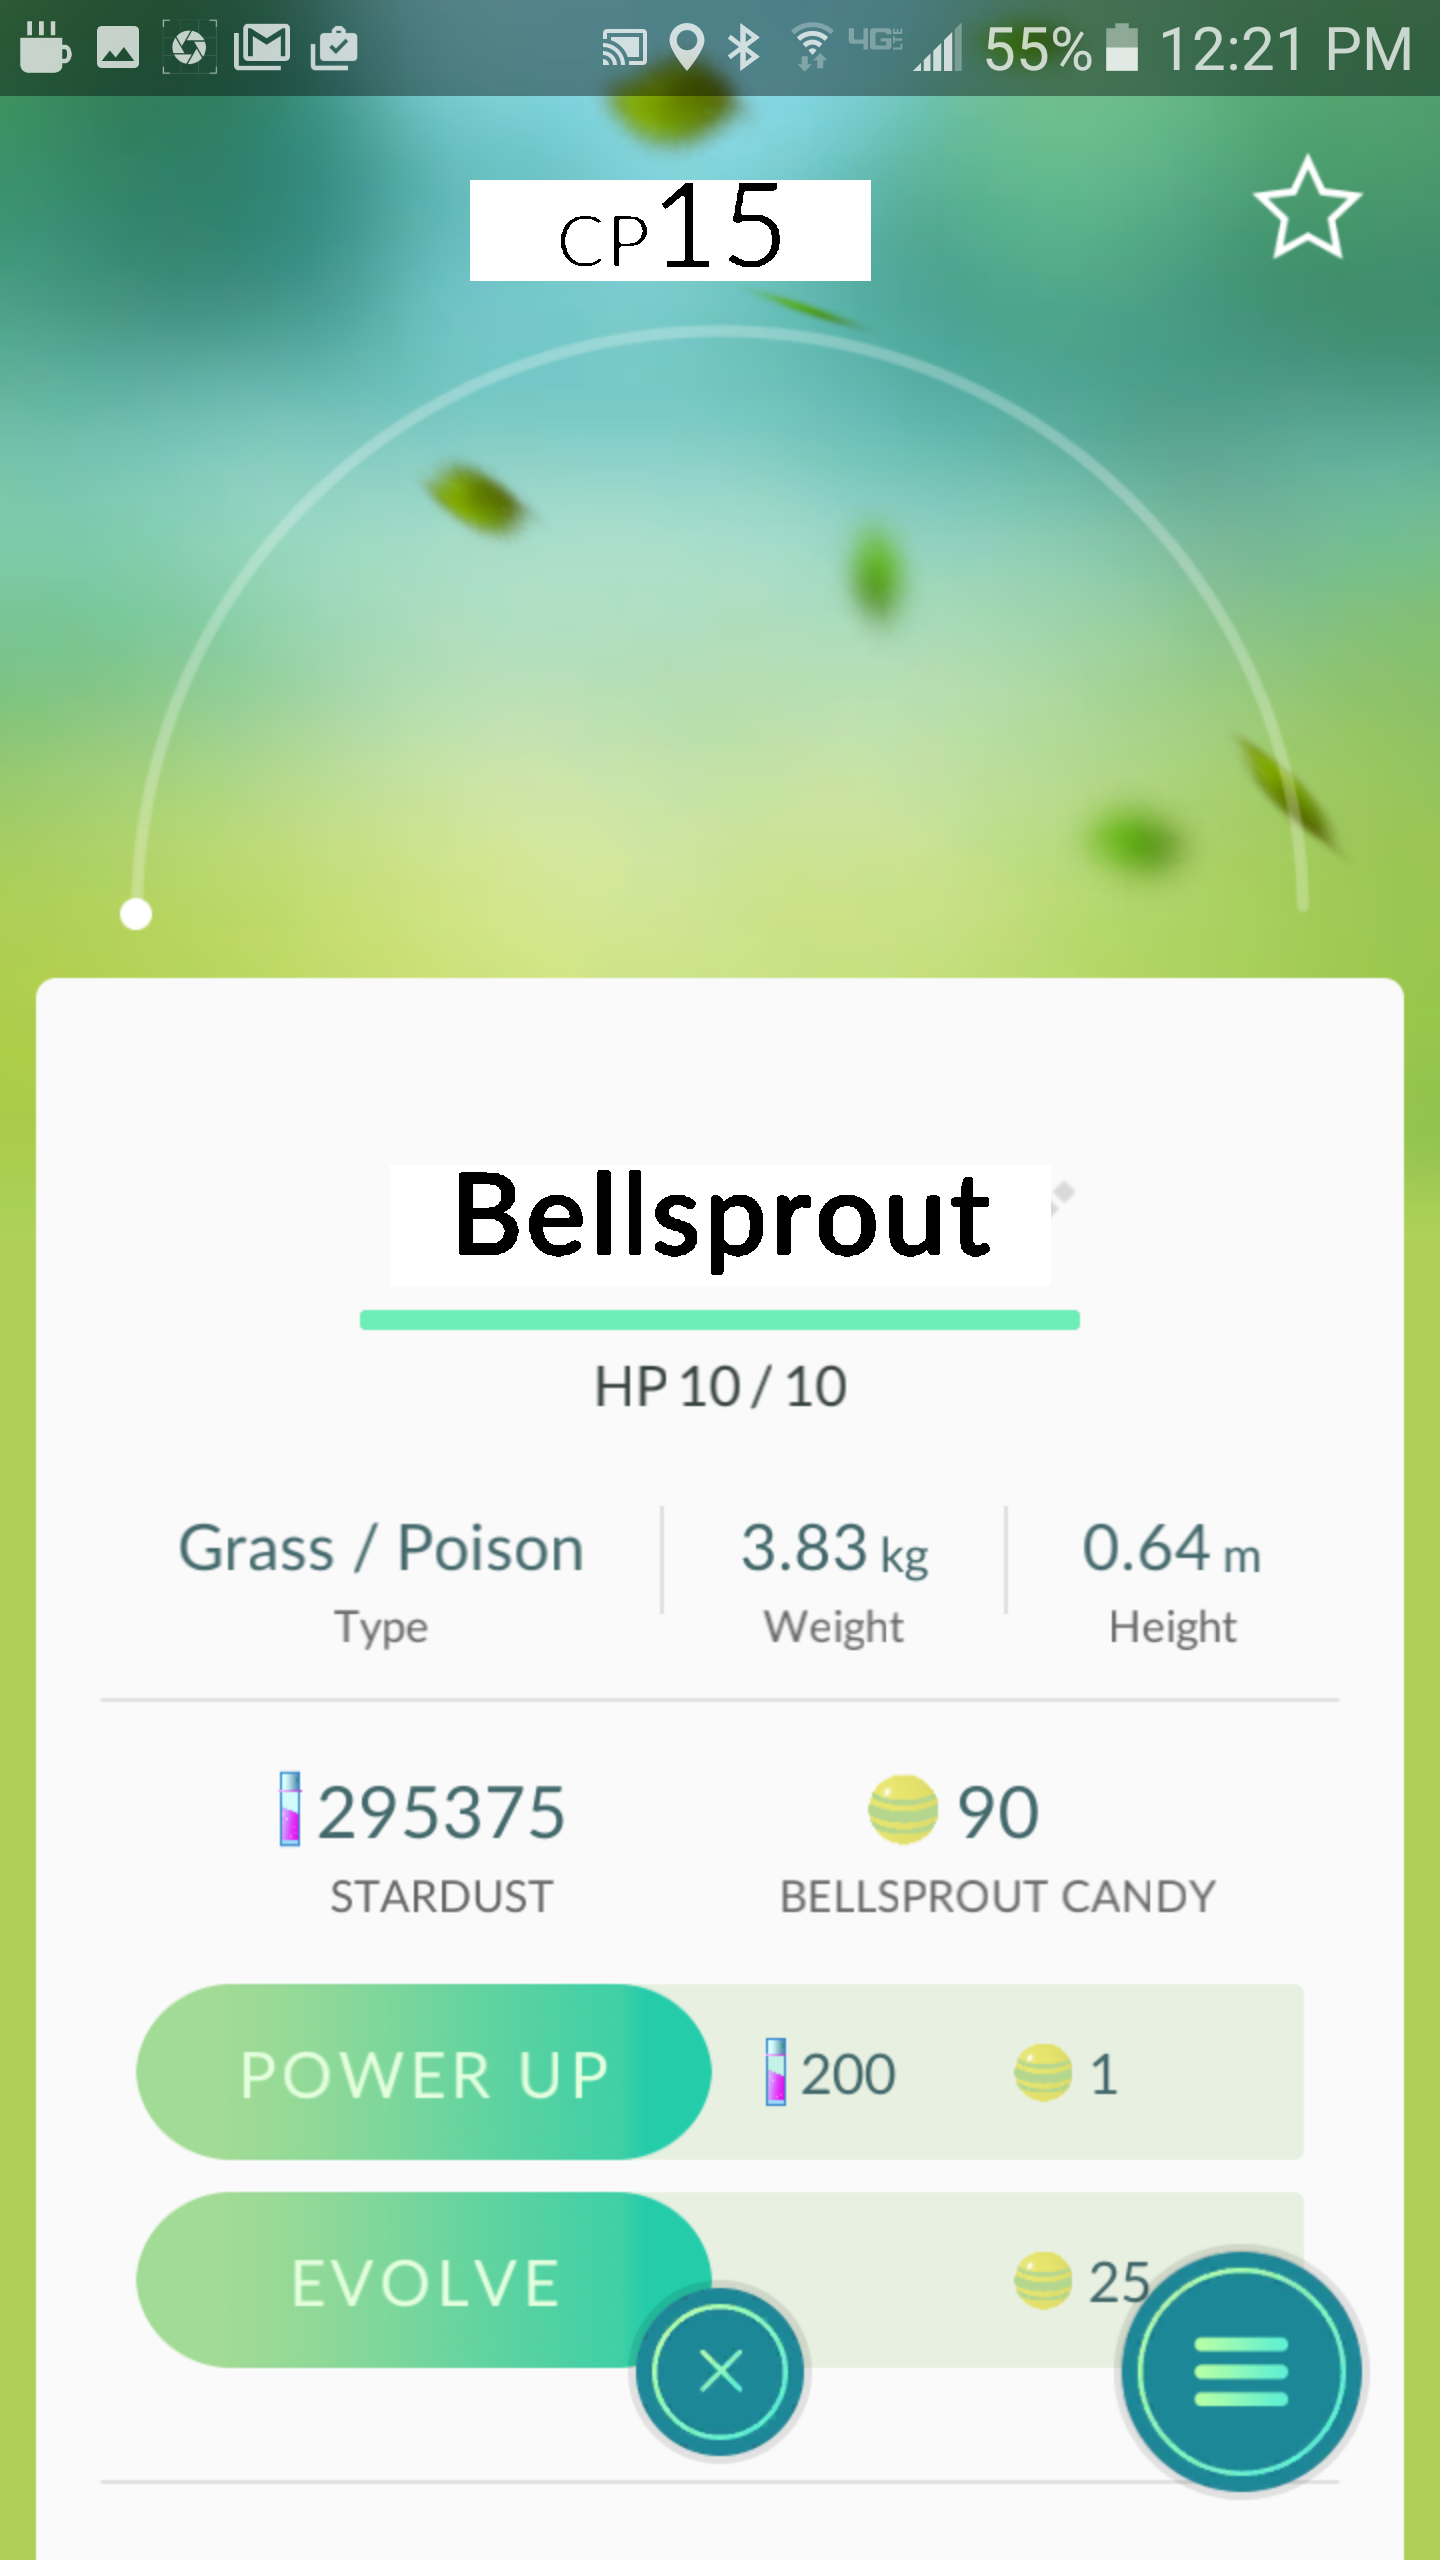 4G LTE 55% 12:21 PM
CP15
Bellsprout
HP 10 / 10
Grass / Poison 3.83 kg 0.64 m
Type Weight Height
295375 90
STARDUST BELLSPROUT CANDY
POWER UP 200 1
EVOLVE 25